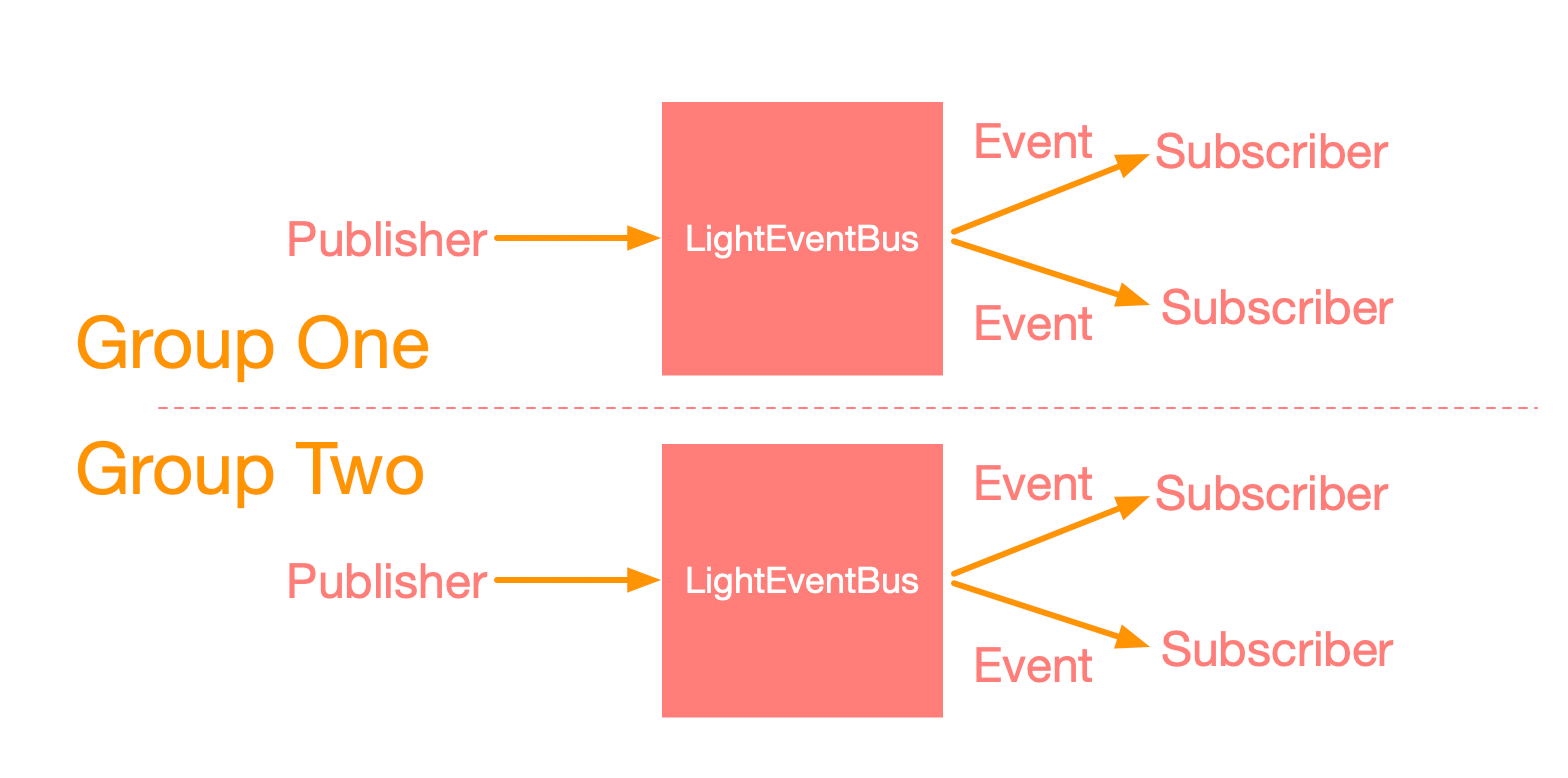 Event
Subscriber
Publisher
LightEventBus
Event
Subscriber
Group One
Group Two
Event
Subscriber
Publisher
LightEventBus
Event
Subscriber